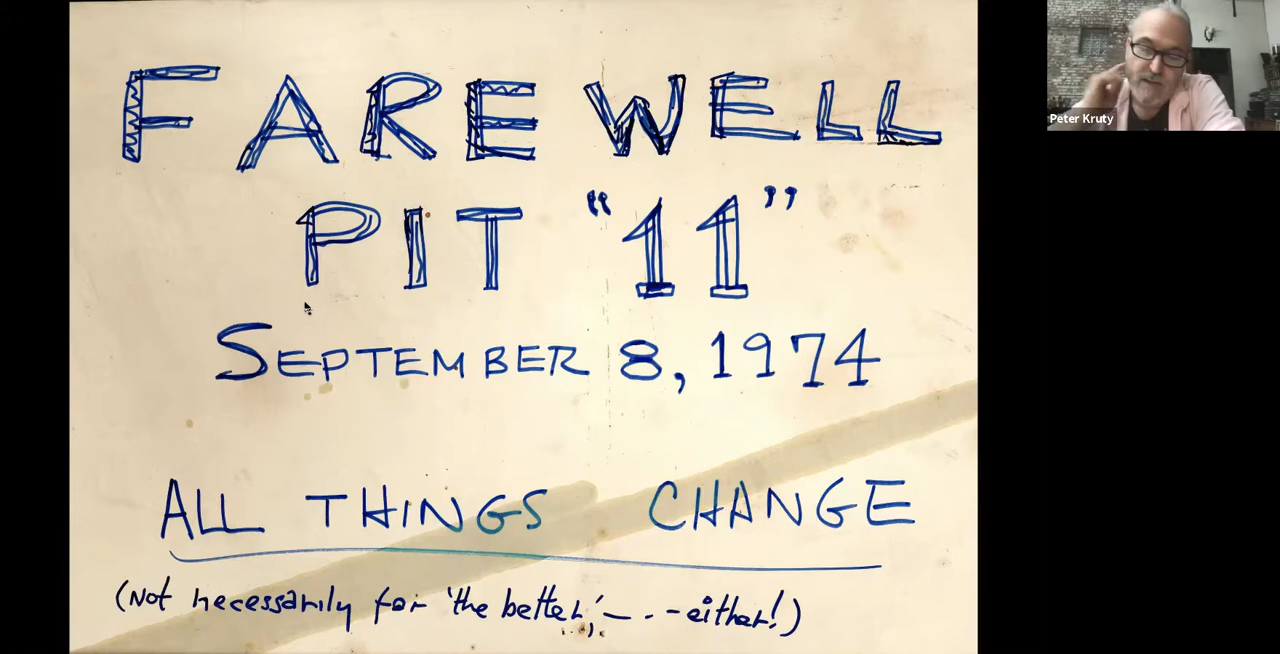 FAREWELL
PIT "11"
SEPTEMBER 8, 1974
ALL THINGS CHANGE
(Not necessarily for 'the better,' — . - either!)
Peter Kruty